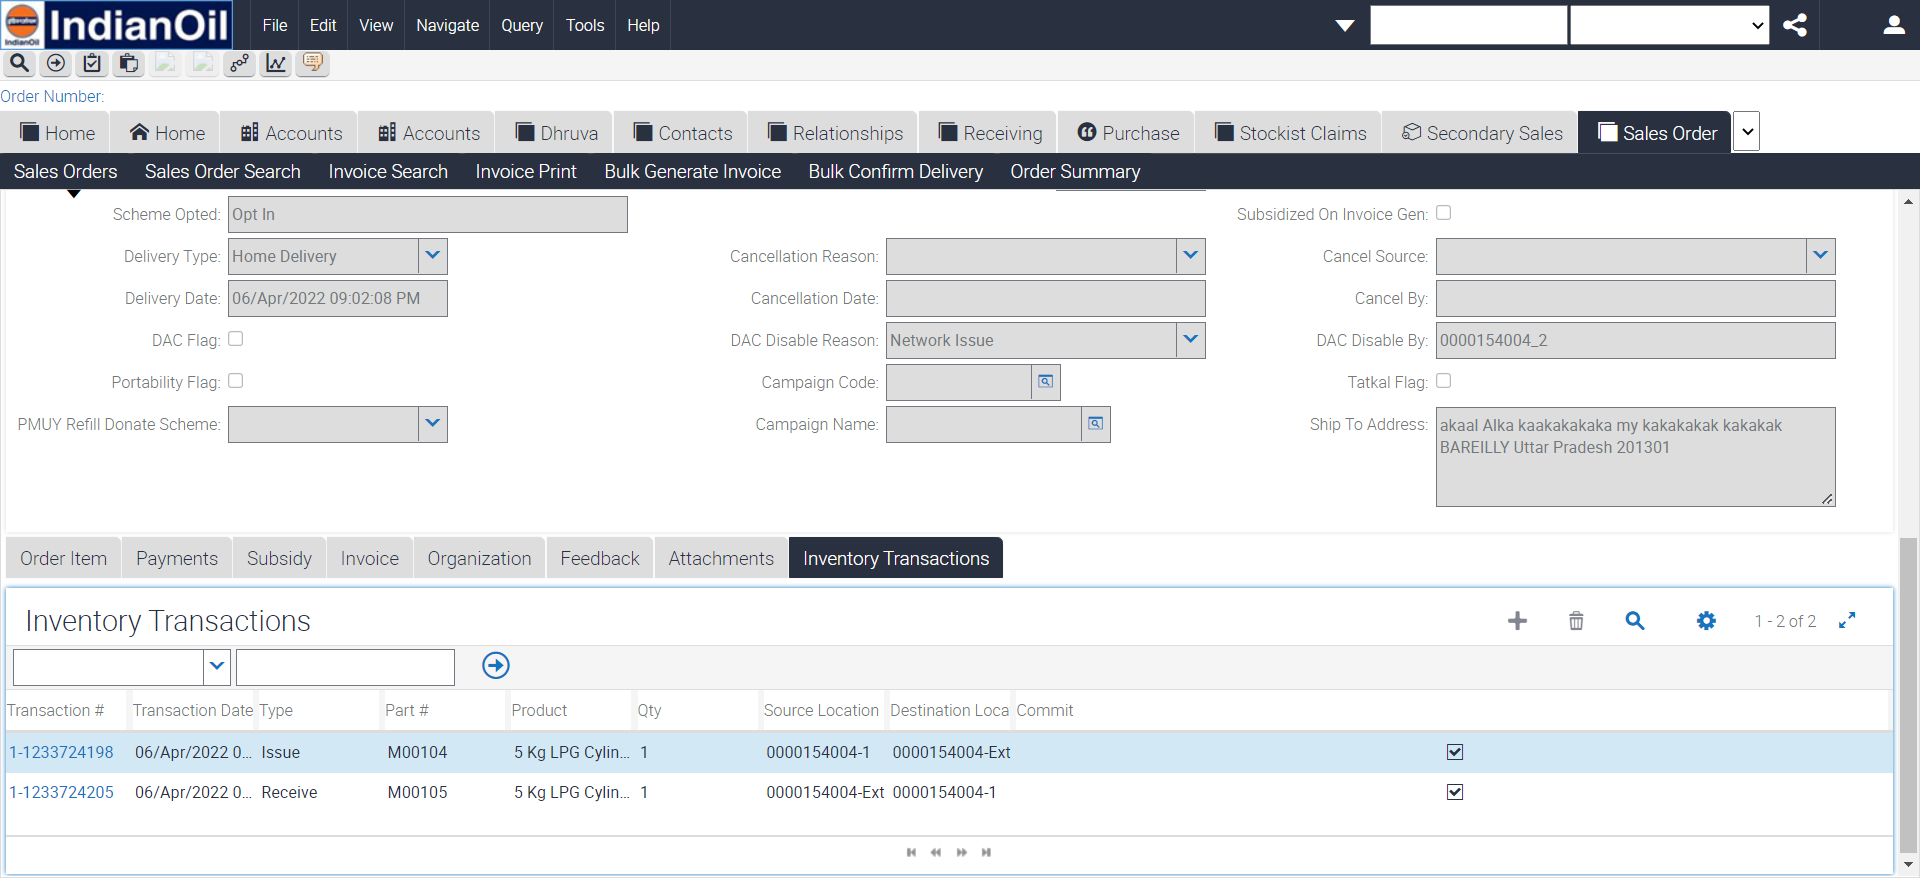 IndianOil
IndianOil
File
Edit
View
Navigate
Query
Tools
Help
Order Number:
Home
Home
Accounts
Accounts
Dhruva
Contacts
Relationships
Receiving
Purchase
Stockist Claims
Secondary Sales
Sales Order
Sales Orders
Sales Order Search
Invoice Search
Invoice Print
Bulk Generate Invoice
Bulk Confirm Delivery
Order Summary
Scheme Opted: Opt In
Subsidized On Invoice Gen:
Delivery Type: Home Delivery
Cancellation Reason:
Cancel Source:
Delivery Date: 06/Apr/2022 09:02:08 PM
Cancellation Date:
Cancel By:
DAC Flag:
DAC Disable Reason: Network Issue
DAC Disable By: 0000154004_2
Portability Flag:
Campaign Code:
Tatkal Flag:
PMUY Refill Donate Scheme:
Campaign Name:
Ship To Address: akaal Alka kaakakakaka my kakakakak kakakak
BAREILLY Uttar Pradesh 201301
Order Item
Payments
Subsidy
Invoice
Organization
Feedback
Attachments
Inventory Transactions
Inventory Transactions
1 - 2 of 2
Transaction # Transaction Date Type Part # Product Qty Source Location Destination Loca Commit
1-1233724198 06/Apr/2022 0... Issue M00104 5 Kg LPG Cylin... 1 0000154004-1 0000154004-Ext
1-1233724205 06/Apr/2022 0... Receive M00105 5 Kg LPG Cylin... 1 0000154004-Ext 0000154004-1